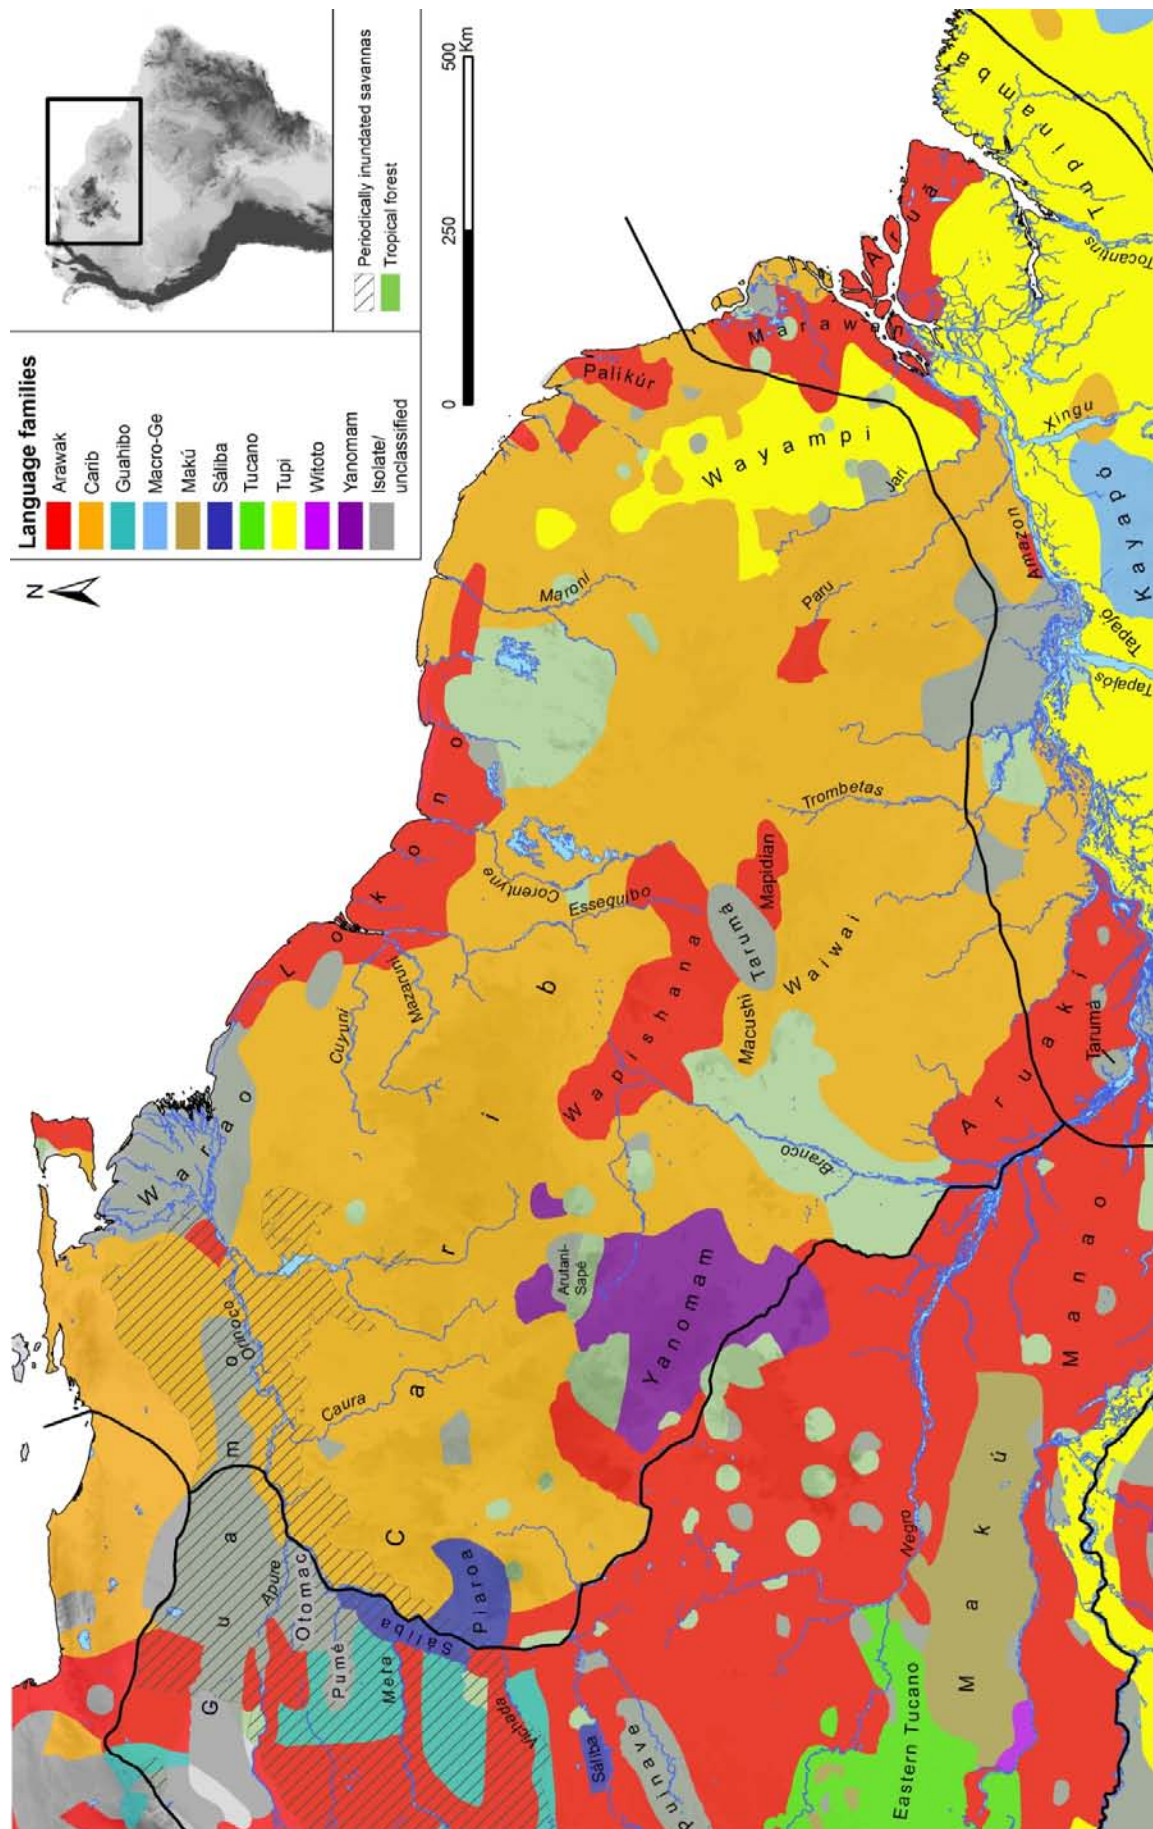 Language families
Arawak
Carib
Guahibo
Macro-Ge
Makú
Sáliba
Tucano
Tupi
Witoto
Yanomam
Isolate/
unclassified
Periodically inundated savannas
Tropical forest
N
0
250
500
Km
Tupinamba
Tocantins
Aruã
Marawan
Palikúr
Wayampi
Jari
Xingu
Amazon
Kayapó
Tapajó
Tapajós
Paru
Maroni
Trombetas
Lokono
Corentyne
Essequibo
Mapidian
Tarumá
Waiwai
Macushi
Wapishana
Mazaruni
Cuyuni
Carib
Warao
Branco
Aruakí
Tarumá
Manao
Arutani-
Sapé
Yanomam
Orinoco
Caura
Guamo
Apure
Otomac
Pumé
Meta
Sáliba
Piaroa
Vichada
Sáliba
Puinave
Negro
Makú
Eastern Tucano